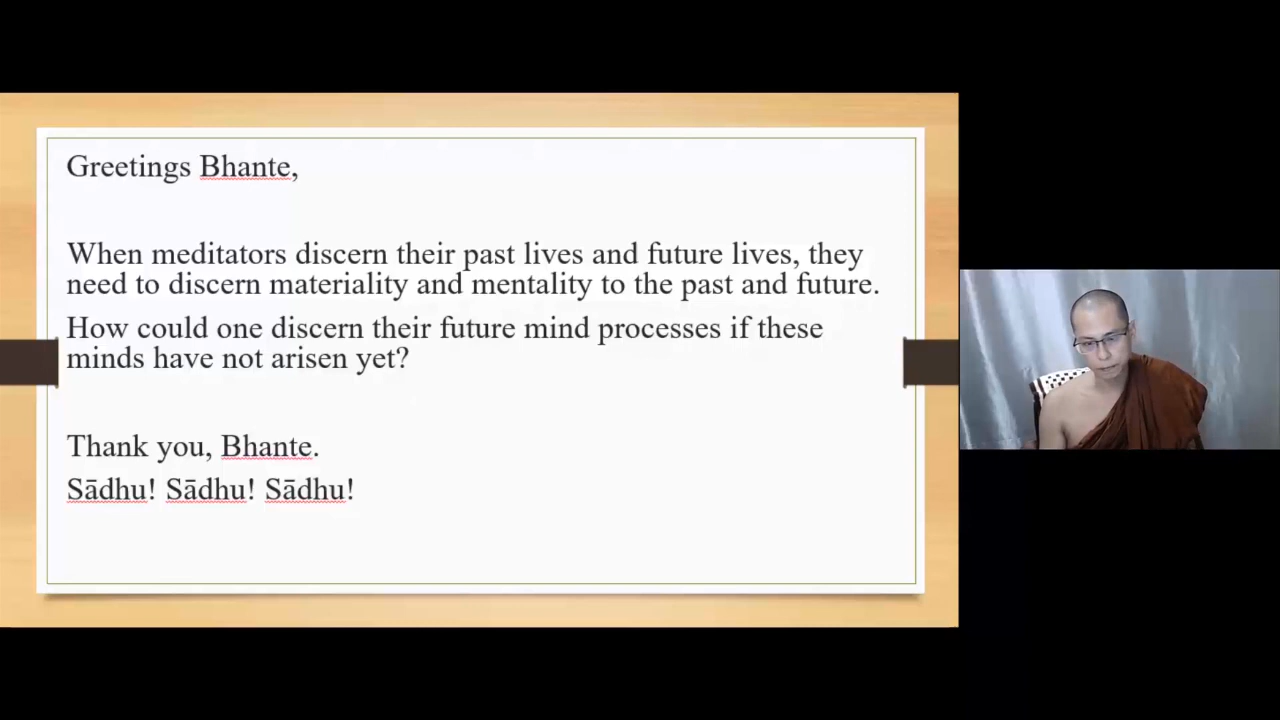 Greetings Bhante,
When meditators discern their past lives and future lives, they
need to discern materiality and mentality to the past and future.
How could one discern their future mind processes if these
minds have not arisen yet?
Thank you, Bhante.
Sādhu! Sādhu! Sādhu!